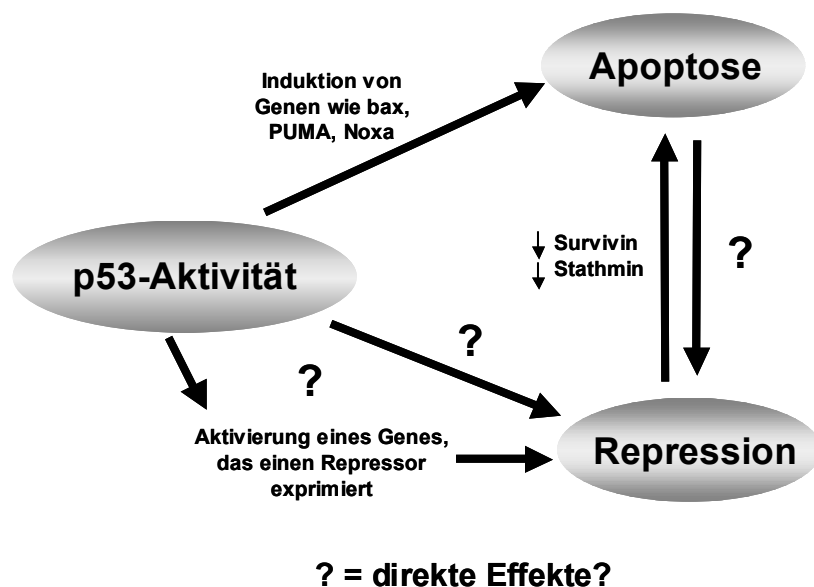 Apoptose
Induktion von
Genen wie bax,
PUMA, Noxa
↓ Survivin
↓ Stathmin
?
p53-Aktivität
?
?
Aktivierung eines Genes,
das einen Repressor
exprimiert
Repression
? = direkte Effekte?